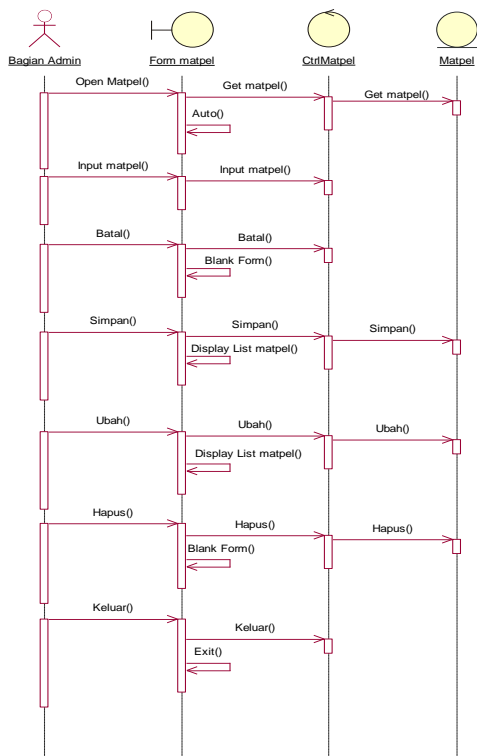 Bagian Admin
Form matpel
CtrlMatpel
Matpel
Open Matpel()
Get matpel()
Get matpel()
Auto()
Input matpel()
Input matpel()
Batal()
Batal()
Blank Form()
Simpan()
Simpan()
Simpan()
Display List matpel()
Ubah()
Ubah()
Ubah()
Display List matpel()
Hapus()
Hapus()
Hapus()
Blank Form()
Keluar()
Keluar()
Exit()